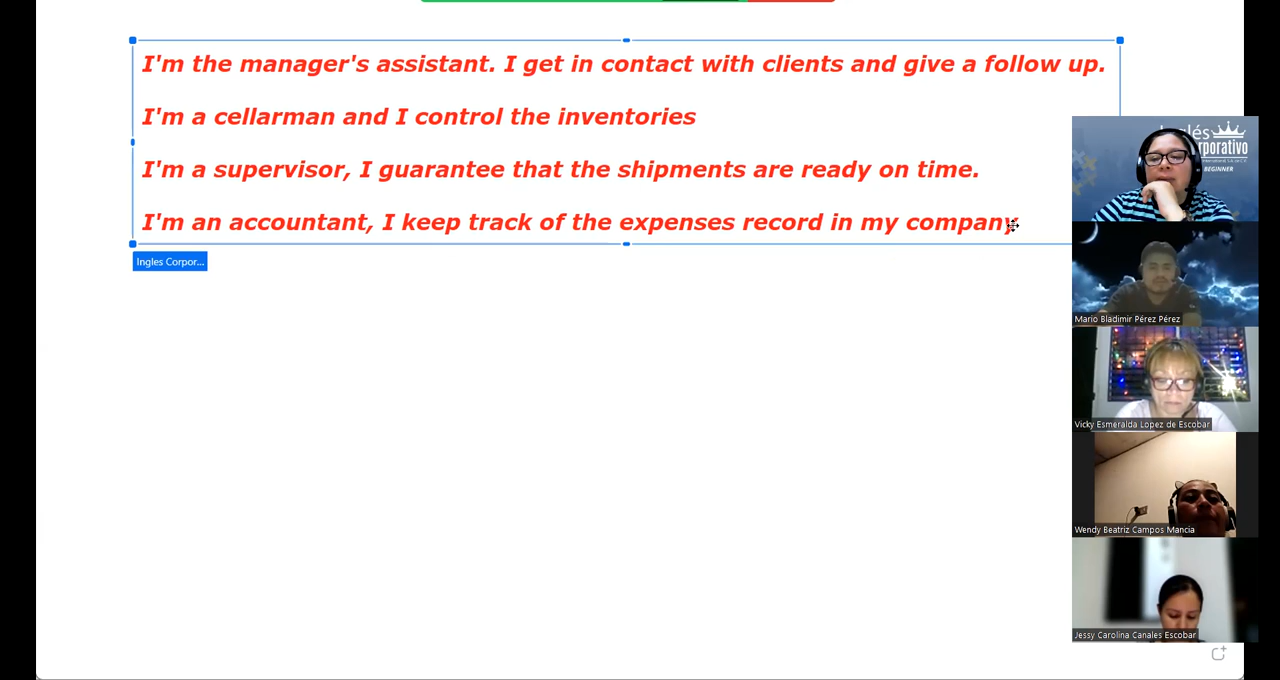 I'm the manager's assistant. I get in contact with clients and give a follow up.
I'm a cellarman and I control the inventories
I'm a supervisor, I guarantee that the shipments are ready on time.
I'm an accountant, I keep track of the expenses record in my company.
Ingles Corpor...
Inglés
BEGINNER
Mario Bladimir Pérez Pérez
Vicky Esmeralda Lopez de Escobar
Wendy Beatriz Campos Mancia
Jessy Carolina Canales Escobar